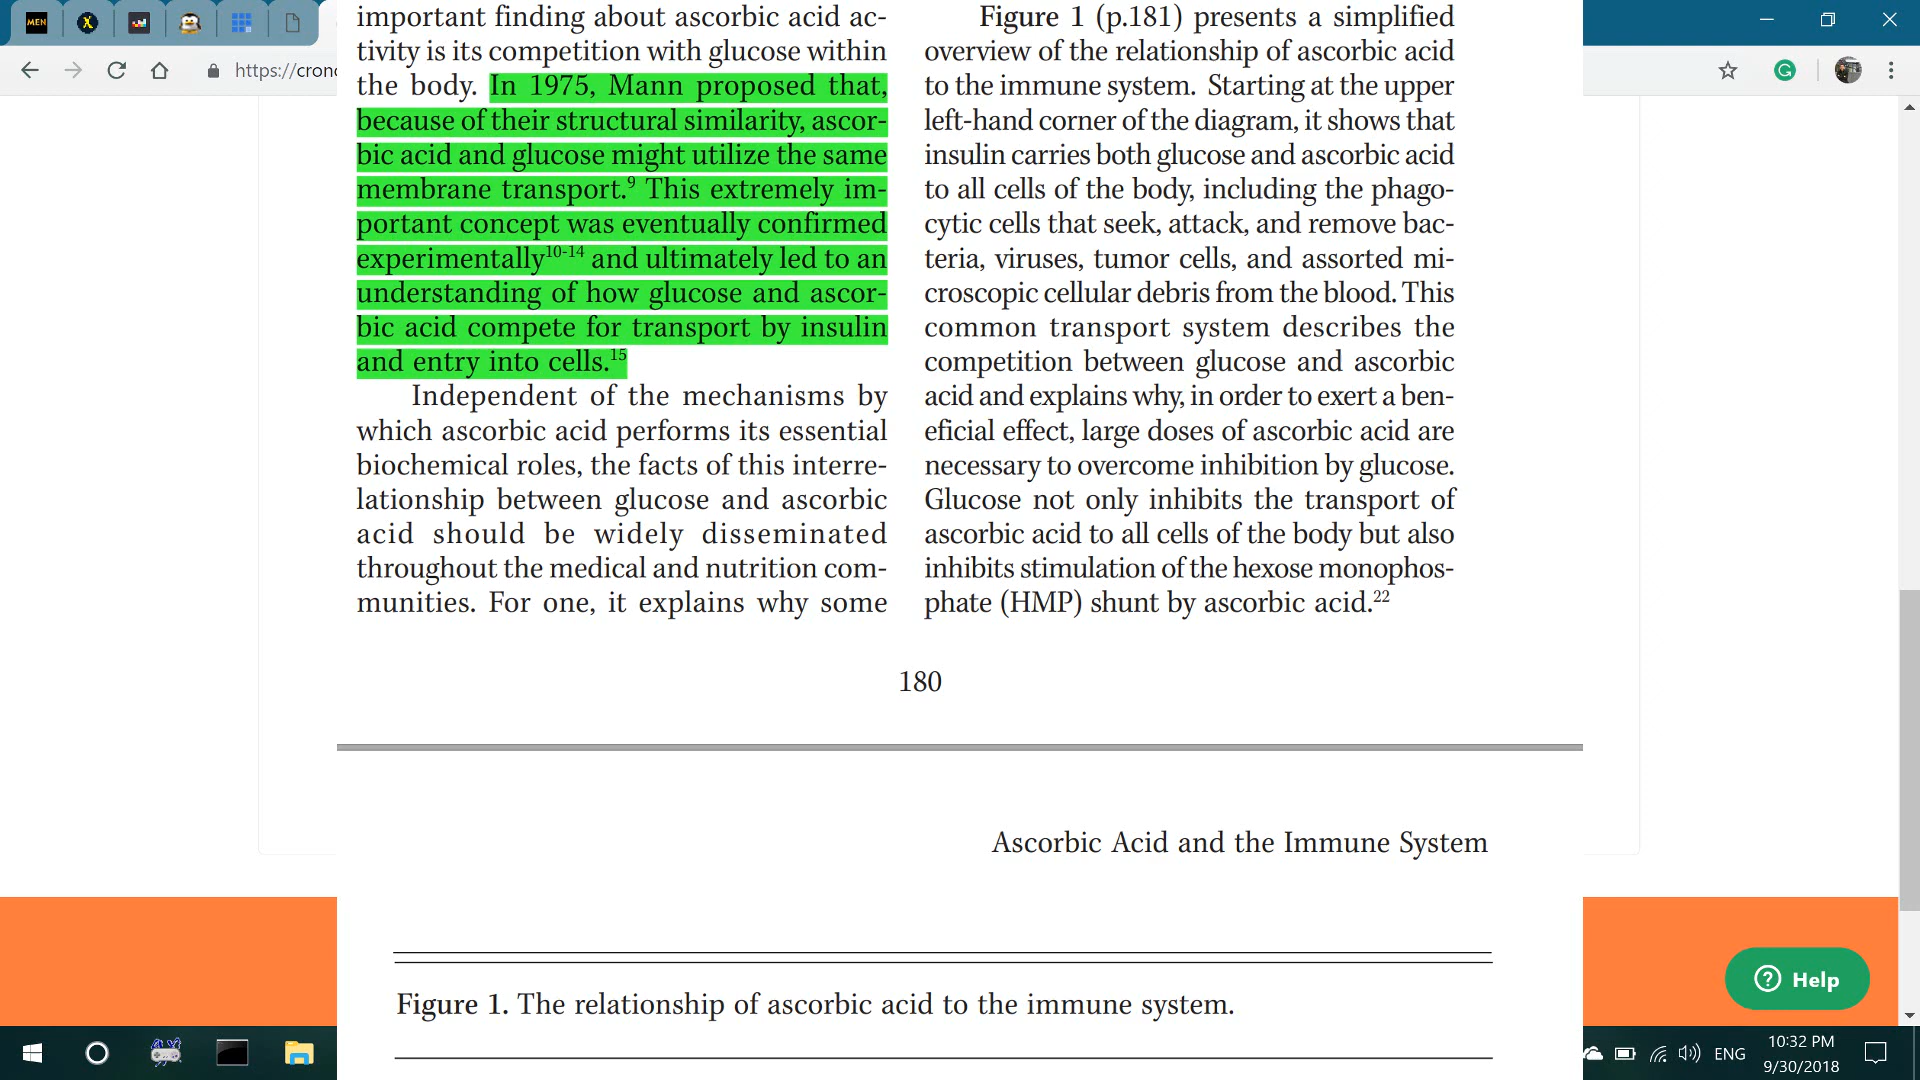 MEN
X
https://cron
important finding about ascorbic acid ac-
tivity is its competition with glucose within
the body. In 1975, Mann proposed that,
because of their structural similarity, ascor-
bic acid and glucose might utilize the same
membrane transport.⁹ This extremely im-
portant concept was eventually confirmed
experimentally¹⁰⁻¹⁴ and ultimately led to an
understanding of how glucose and ascor-
bic acid compete for transport by insulin
and entry into cells.¹⁵
Independent of the mechanisms by
which ascorbic acid performs its essential
biochemical roles, the facts of this interre-
lationship between glucose and ascorbic
acid should be widely disseminated
throughout the medical and nutrition com-
munities. For one, it explains why some
Figure 1 (p.181) presents a simplified
overview of the relationship of ascorbic acid
to the immune system. Starting at the upper
left-hand corner of the diagram, it shows that
insulin carries both glucose and ascorbic acid
to all cells of the body, including the phago-
cytic cells that seek, attack, and remove bac-
teria, viruses, tumor cells, and assorted mi-
croscopic cellular debris from the blood. This
common transport system describes the
competition between glucose and ascorbic
acid and explains why, in order to exert a ben-
eficial effect, large doses of ascorbic acid are
necessary to overcome inhibition by glucose.
Glucose not only inhibits the transport of
ascorbic acid to all cells of the body but also
inhibits stimulation of the hexose monophos-
phate (HMP) shunt by ascorbic acid.²²
180
Ascorbic Acid and the Immune System
Figure 1. The relationship of ascorbic acid to the immune system.
Help
ENG
10:32 PM
9/30/2018